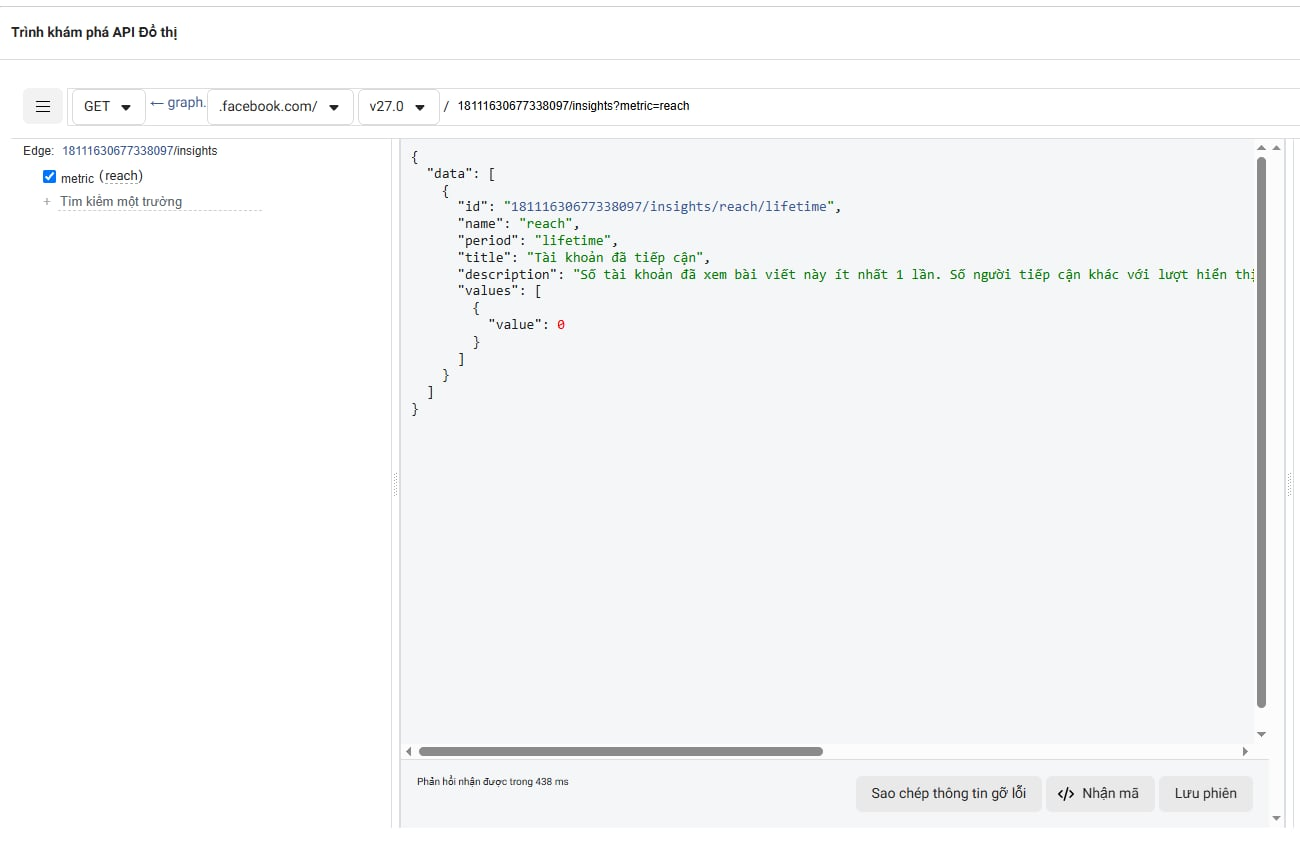 Trình khám phá API Đồ thị
GET ← graph. .facebook.com/ v27.0 / 18111630677338097/insights?metric=reach
Edge: 18111630677338097/insights
metric (reach)
+ Tìm kiếm một trường
{
"data": [
{
"id": "18111630677338097/insights/reach/lifetime",
"name": "reach",
"period": "lifetime",
"title": "Tài khoản đã tiếp cận",
"description": "Số tài khoản đã xem bài viết này ít nhất 1 lần. Số người tiếp cận khác với lượt hiển thị
"values": [
{
"value": 0
}
]
}
]
}
Phản hồi nhận được trong 438 ms
Sao chép thông tin gỡ lỗi </> Nhận mã Lưu phiên